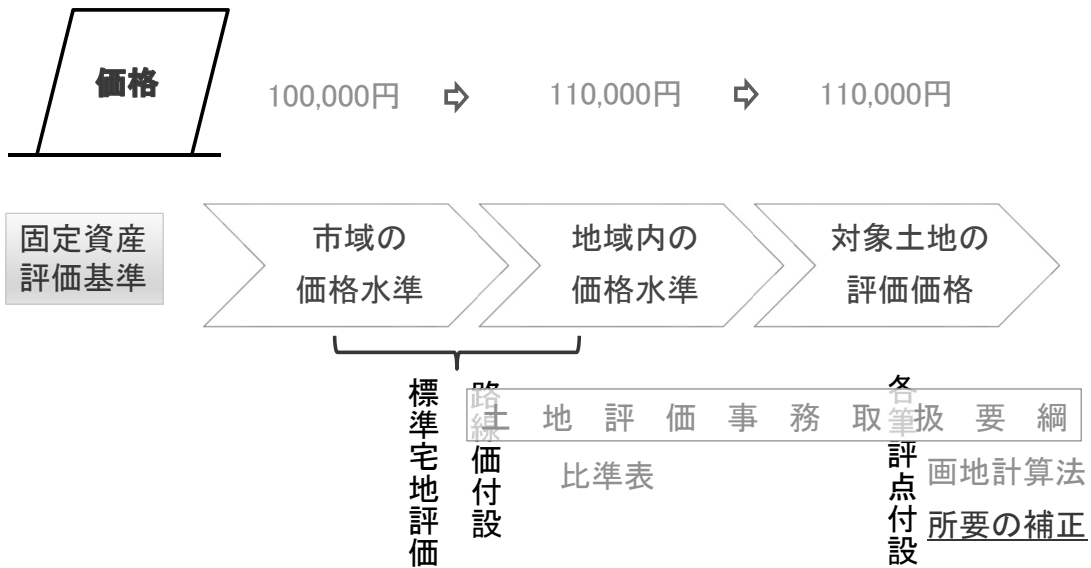 価格
100,000円 ⇨ 110,000円 ⇨ 110,000円
固定資産
評価基準
市域の
価格水準
地域内の
価格水準
対象土地の
評価価格
標準宅地評価
路線価付設
土地評価事務取扱要綱
比準表
各筆評点付設
画地計算法
所要の補正